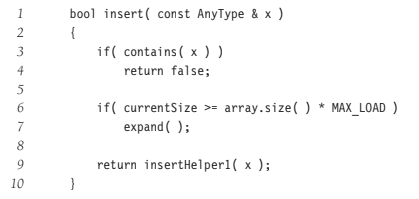 1 bool insert( const AnyType & x )
2 {
3 if( contains( x ) )
4 return false;
5
6 if( currentSize >= array.size( ) * MAX_LOAD )
7 expand( );
8
9 return insertHelper1( x );
10 }